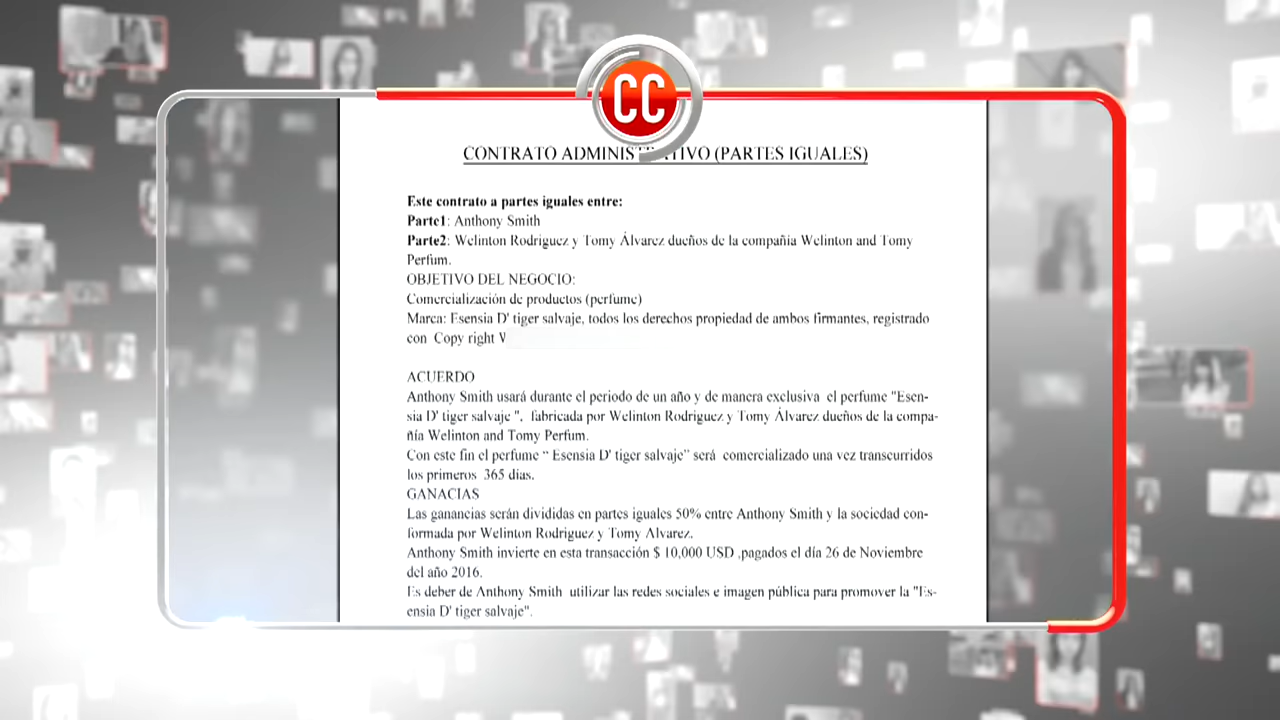 CC
CONTRATO ADMINISTRATIVO (PARTES IGUALES)
Este contrato a partes iguales entre:
Parte1: Anthony Smith
Parte2: Welinton Rodriguez y Tomy Álvarez dueños de la compañia Welinton and Tomy
Perfum.
OBJETIVO DEL NEGOCIO:
Comercialización de productos (perfume)
Marca: Esensia D' tiger salvaje, todos los derechos propiedad de ambos firmantes, registrado
con Copy right V
ACUERDO
Anthony Smith usará durante el periodo de un año y de manera exclusiva el perfume "Esen-
sia D' tiger salvaje ", fabricada por Welinton Rodriguez y Tomy Álvarez dueños de la compa-
ñía Welinton and Tomy Perfum.
Con este fin el perfume “ Esensia D' tiger salvaje” será comercializado una vez transcurridos
los primeros 365 días.
GANACIAS
Las ganancias serán divididas en partes iguales 50% entre Anthony Smith y la sociedad con-
formada por Welinton Rodriguez y Tomy Alvarez.
Anthony Smith invierte en esta transacción $ 10,000 USD ,pagados el día 26 de Noviembre
del año 2016.
Es deber de Anthony Smith utilizar las redes sociales e imagen pública para promover la "Es-
ensia D' tiger salvaje".